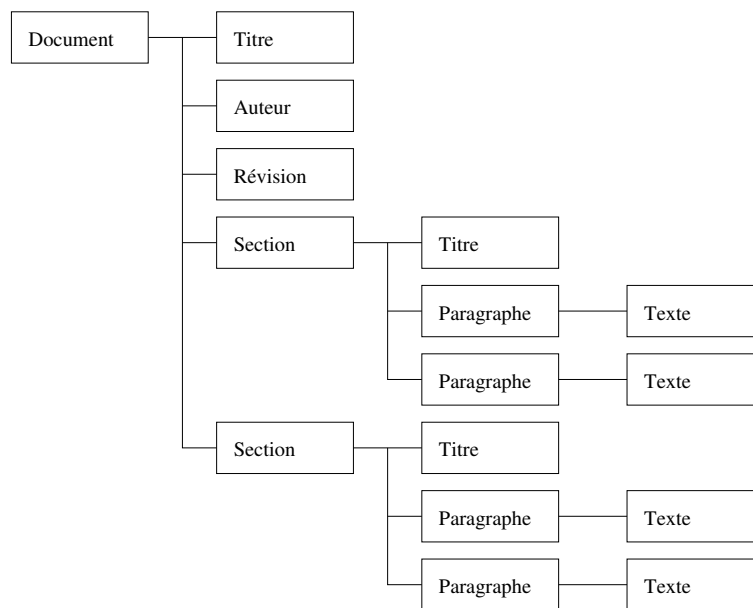 Document
Titre
Auteur
Révision
Section
Titre
Paragraphe
Texte
Paragraphe
Texte
Section
Titre
Paragraphe
Texte
Paragraphe
Texte